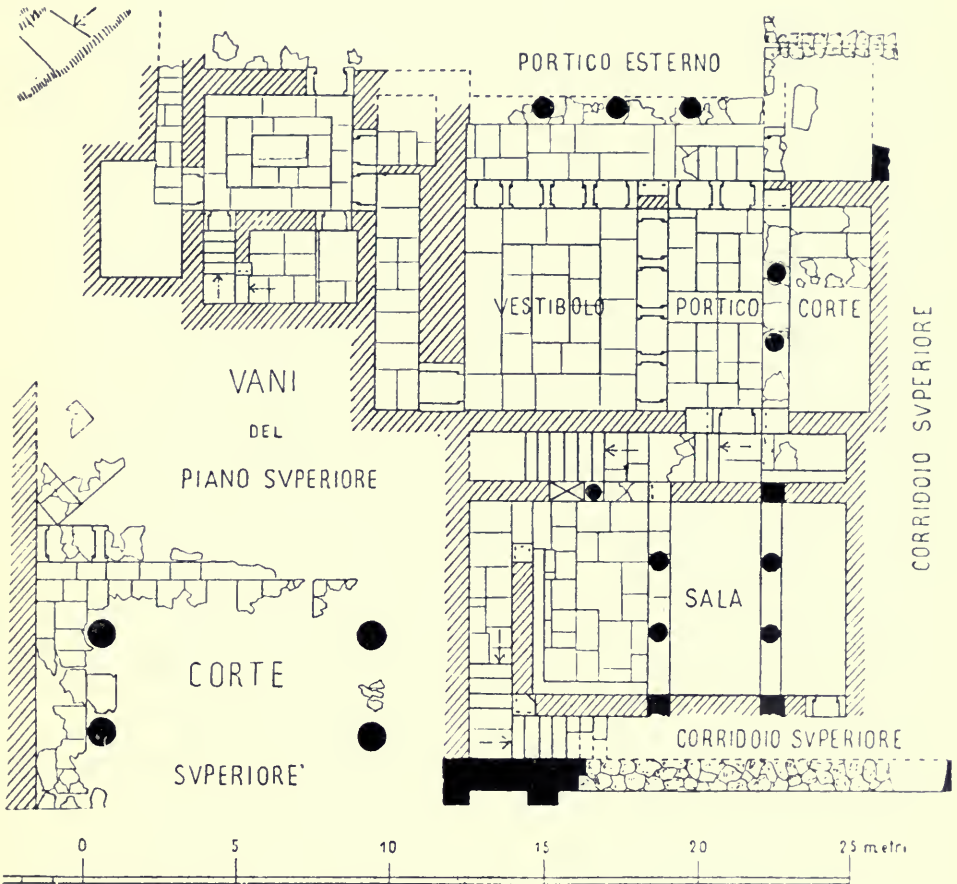 PORTICO ESTERNO
VESTIBOLO
PORTICO
CORTE
CORRIDOIO SVPERIORE
VANI
DEL
PIANO SVPERIORE
SALA
CORTE
SVPERIORE'
CORRIDOIO SVPERIORE
0 5 10 15 20 25 metri